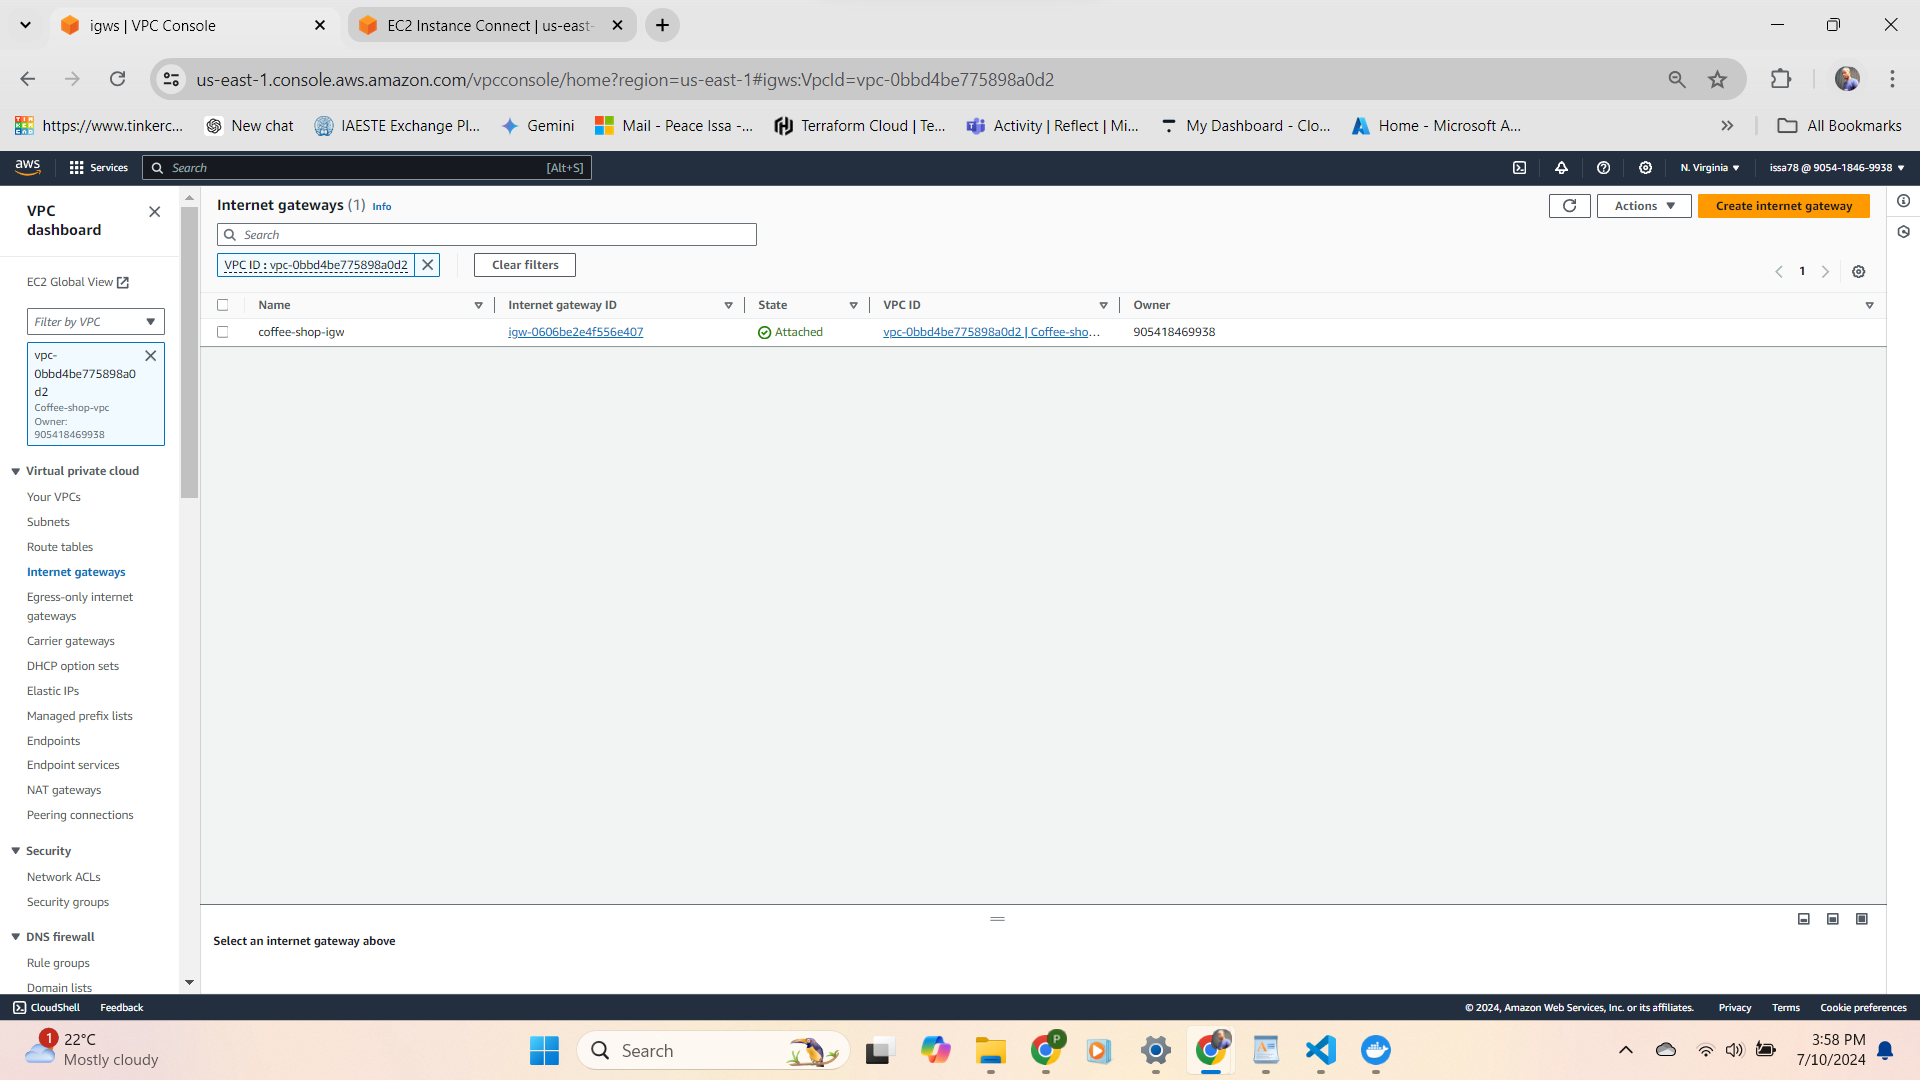 igws | VPC Console
EC2 Instance Connect | us-east-
us-east-1.console.aws.amazon.com/vpcconsole/home?region=us-east-1#igws:VpcId=vpc-0bbd4be775898a0d2
https://www.tinkerc...
New chat
IAESTE Exchange Pl...
Gemini
Mail - Peace Issa -...
Terraform Cloud | Te...
Activity | Reflect | Mi...
My Dashboard - Clo...
Home - Microsoft A...
All Bookmarks
aws
Services
Search
[Alt+S]
N. Virginia
issa78 @ 9054-1846-9938
VPC
dashboard
EC2 Global View
Filter by VPC
vpc-
0bbd4be775898a0
d2
Coffee-shop-vpc
Owner:
905418469938
Virtual private cloud
Your VPCs
Subnets
Route tables
Internet gateways
Egress-only internet
gateways
Carrier gateways
DHCP option sets
Elastic IPs
Managed prefix lists
Endpoints
Endpoint services
NAT gateways
Peering connections
Security
Network ACLs
Security groups
DNS firewall
Rule groups
Domain lists
Internet gateways (1) Info
Actions
Create internet gateway
Search
VPC ID : vpc-0bbd4be775898a0d2
Clear filters
1
Name
Internet gateway ID
State
VPC ID
Owner
coffee-shop-igw
igw-0606be2e4f556e407
Attached
vpc-0bbd4be775898a0d2 | Coffee-sho...
905418469938
Select an internet gateway above
CloudShell
Feedback
© 2024, Amazon Web Services, Inc. or its affiliates.
Privacy
Terms
Cookie preferences
1
22°C
Mostly cloudy
Search
P
3:58 PM
7/10/2024